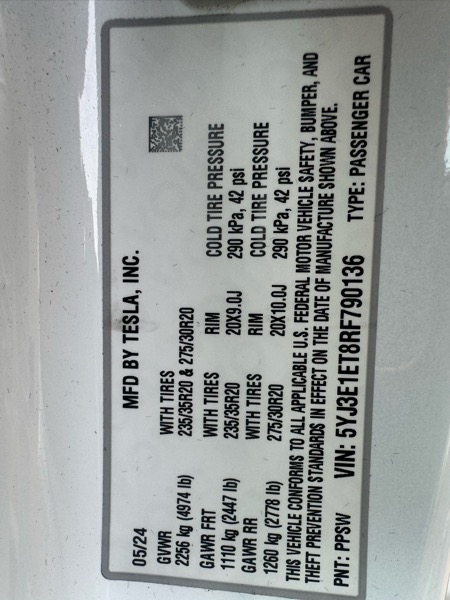 MFD BY TESLA, INC.
05/24
GVWR WITH TIRES
2256 kg (4974 lb) 235/35R20 & 275/30R20
GAWR FRT WITH TIRES RIM COLD TIRE PRESSURE
1110 kg (2447 lb) 235/35R20 20X9.0J 290 kPa, 42 psi
GAWR RR WITH TIRES RIM COLD TIRE PRESSURE
1260 kg (2778 lb) 275/30R20 20X10.0J 290 kPa, 42 psi
THIS VEHICLE CONFORMS TO ALL APPLICABLE U.S. FEDERAL MOTOR VEHICLE SAFETY, BUMPER, AND
THEFT PREVENTION STANDARDS IN EFFECT ON THE DATE OF MANUFACTURE SHOWN ABOVE.
PNT: PPSW VIN: 5YJ3E1ET8RF790136 TYPE: PASSENGER CAR